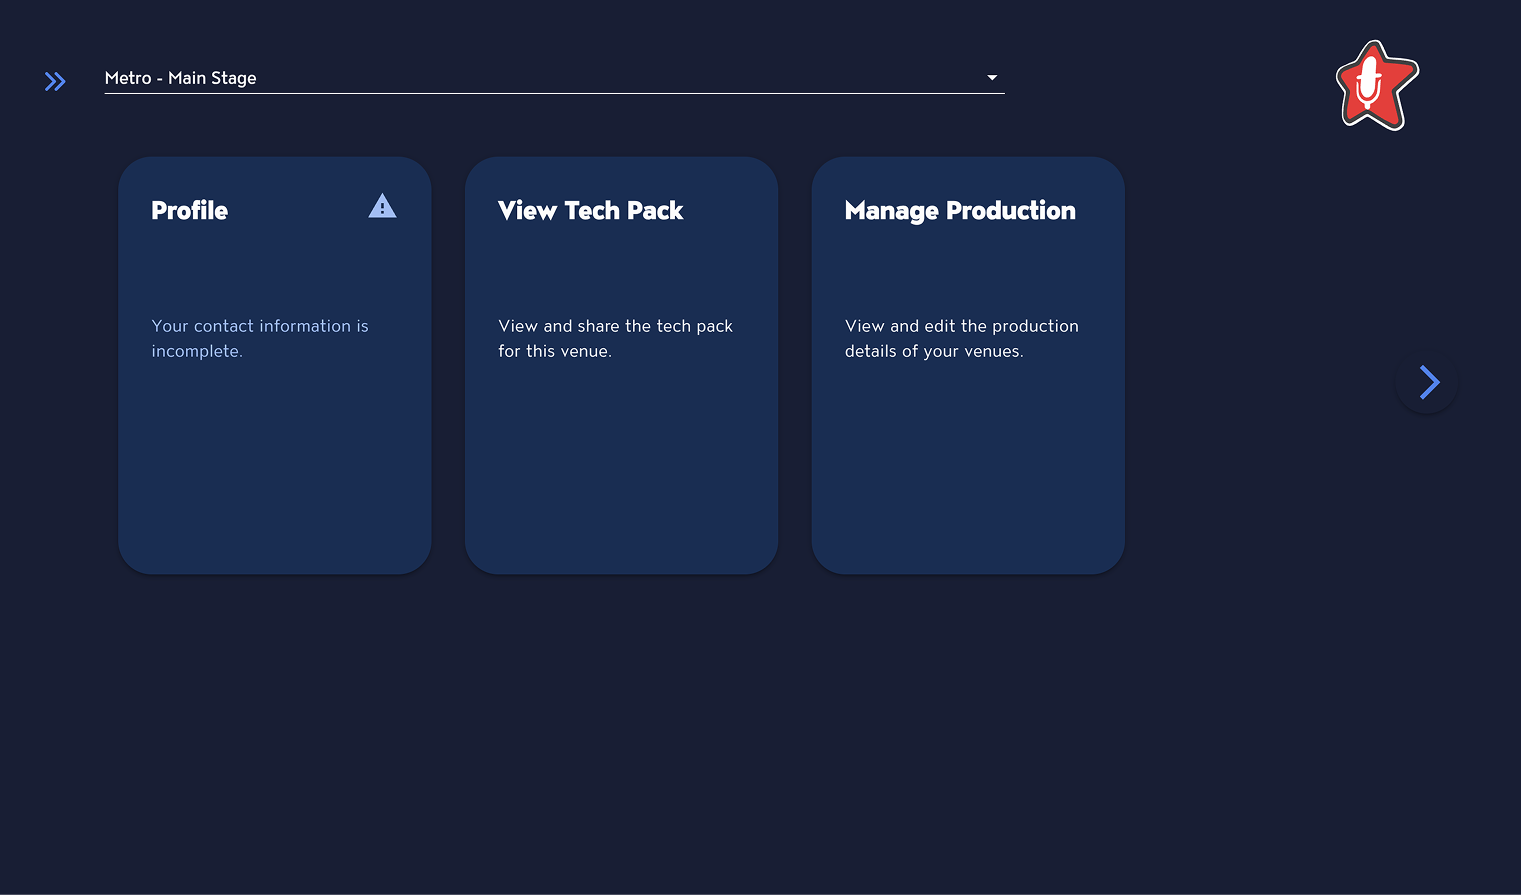 Metro - Main Stage
Profile
Your contact information is
incomplete.
View Tech Pack
View and share the tech pack
for this venue.
Manage Production
View and edit the production
details of your venues.